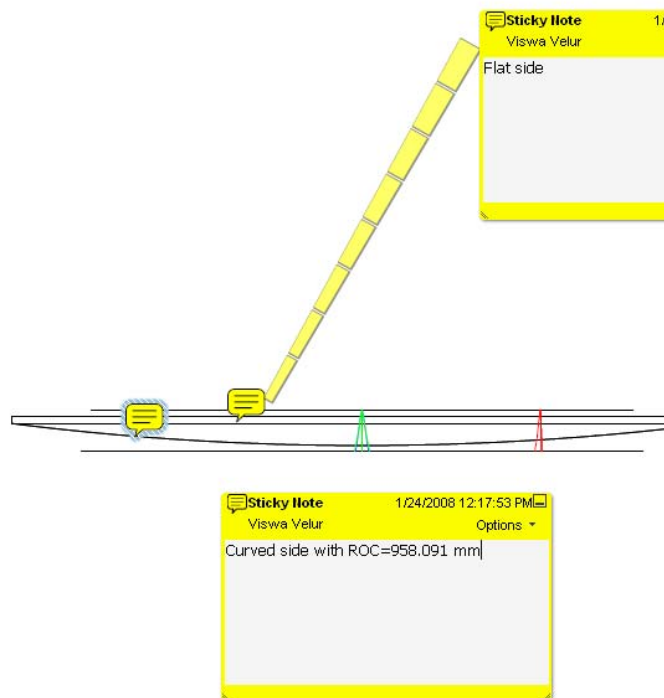 Sticky Note 1/
Viswa Velur
Flat side
Sticky Note 1/24/2008 12:17:53 PM
Viswa Velur Options
Curved side with ROC=958.091 mm